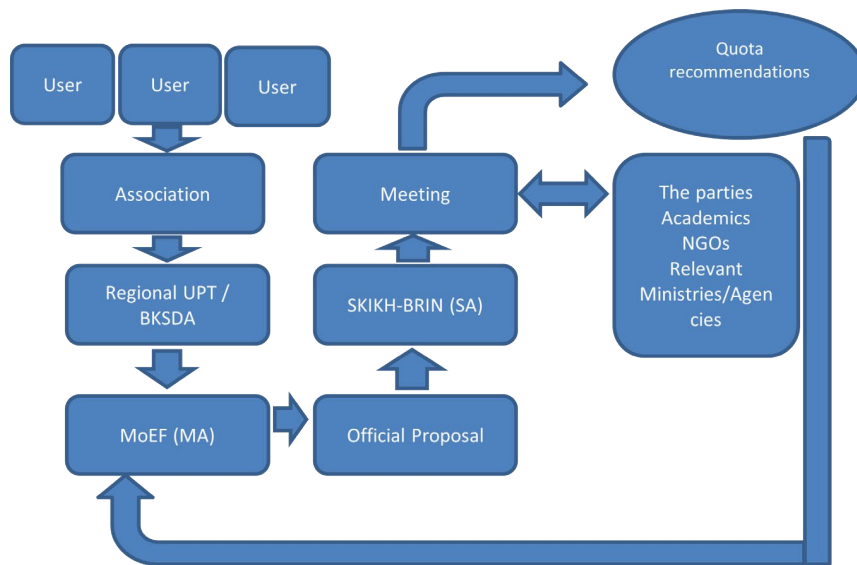 User
User
User
Association
Regional UPT /
BKSDA
MoEF (MA)
Official Proposal
SKIKH-BRIN (SA)
Meeting
Quota
recommendations
The parties
Academics
NGOs
Relevant
Ministries/Agen
cies